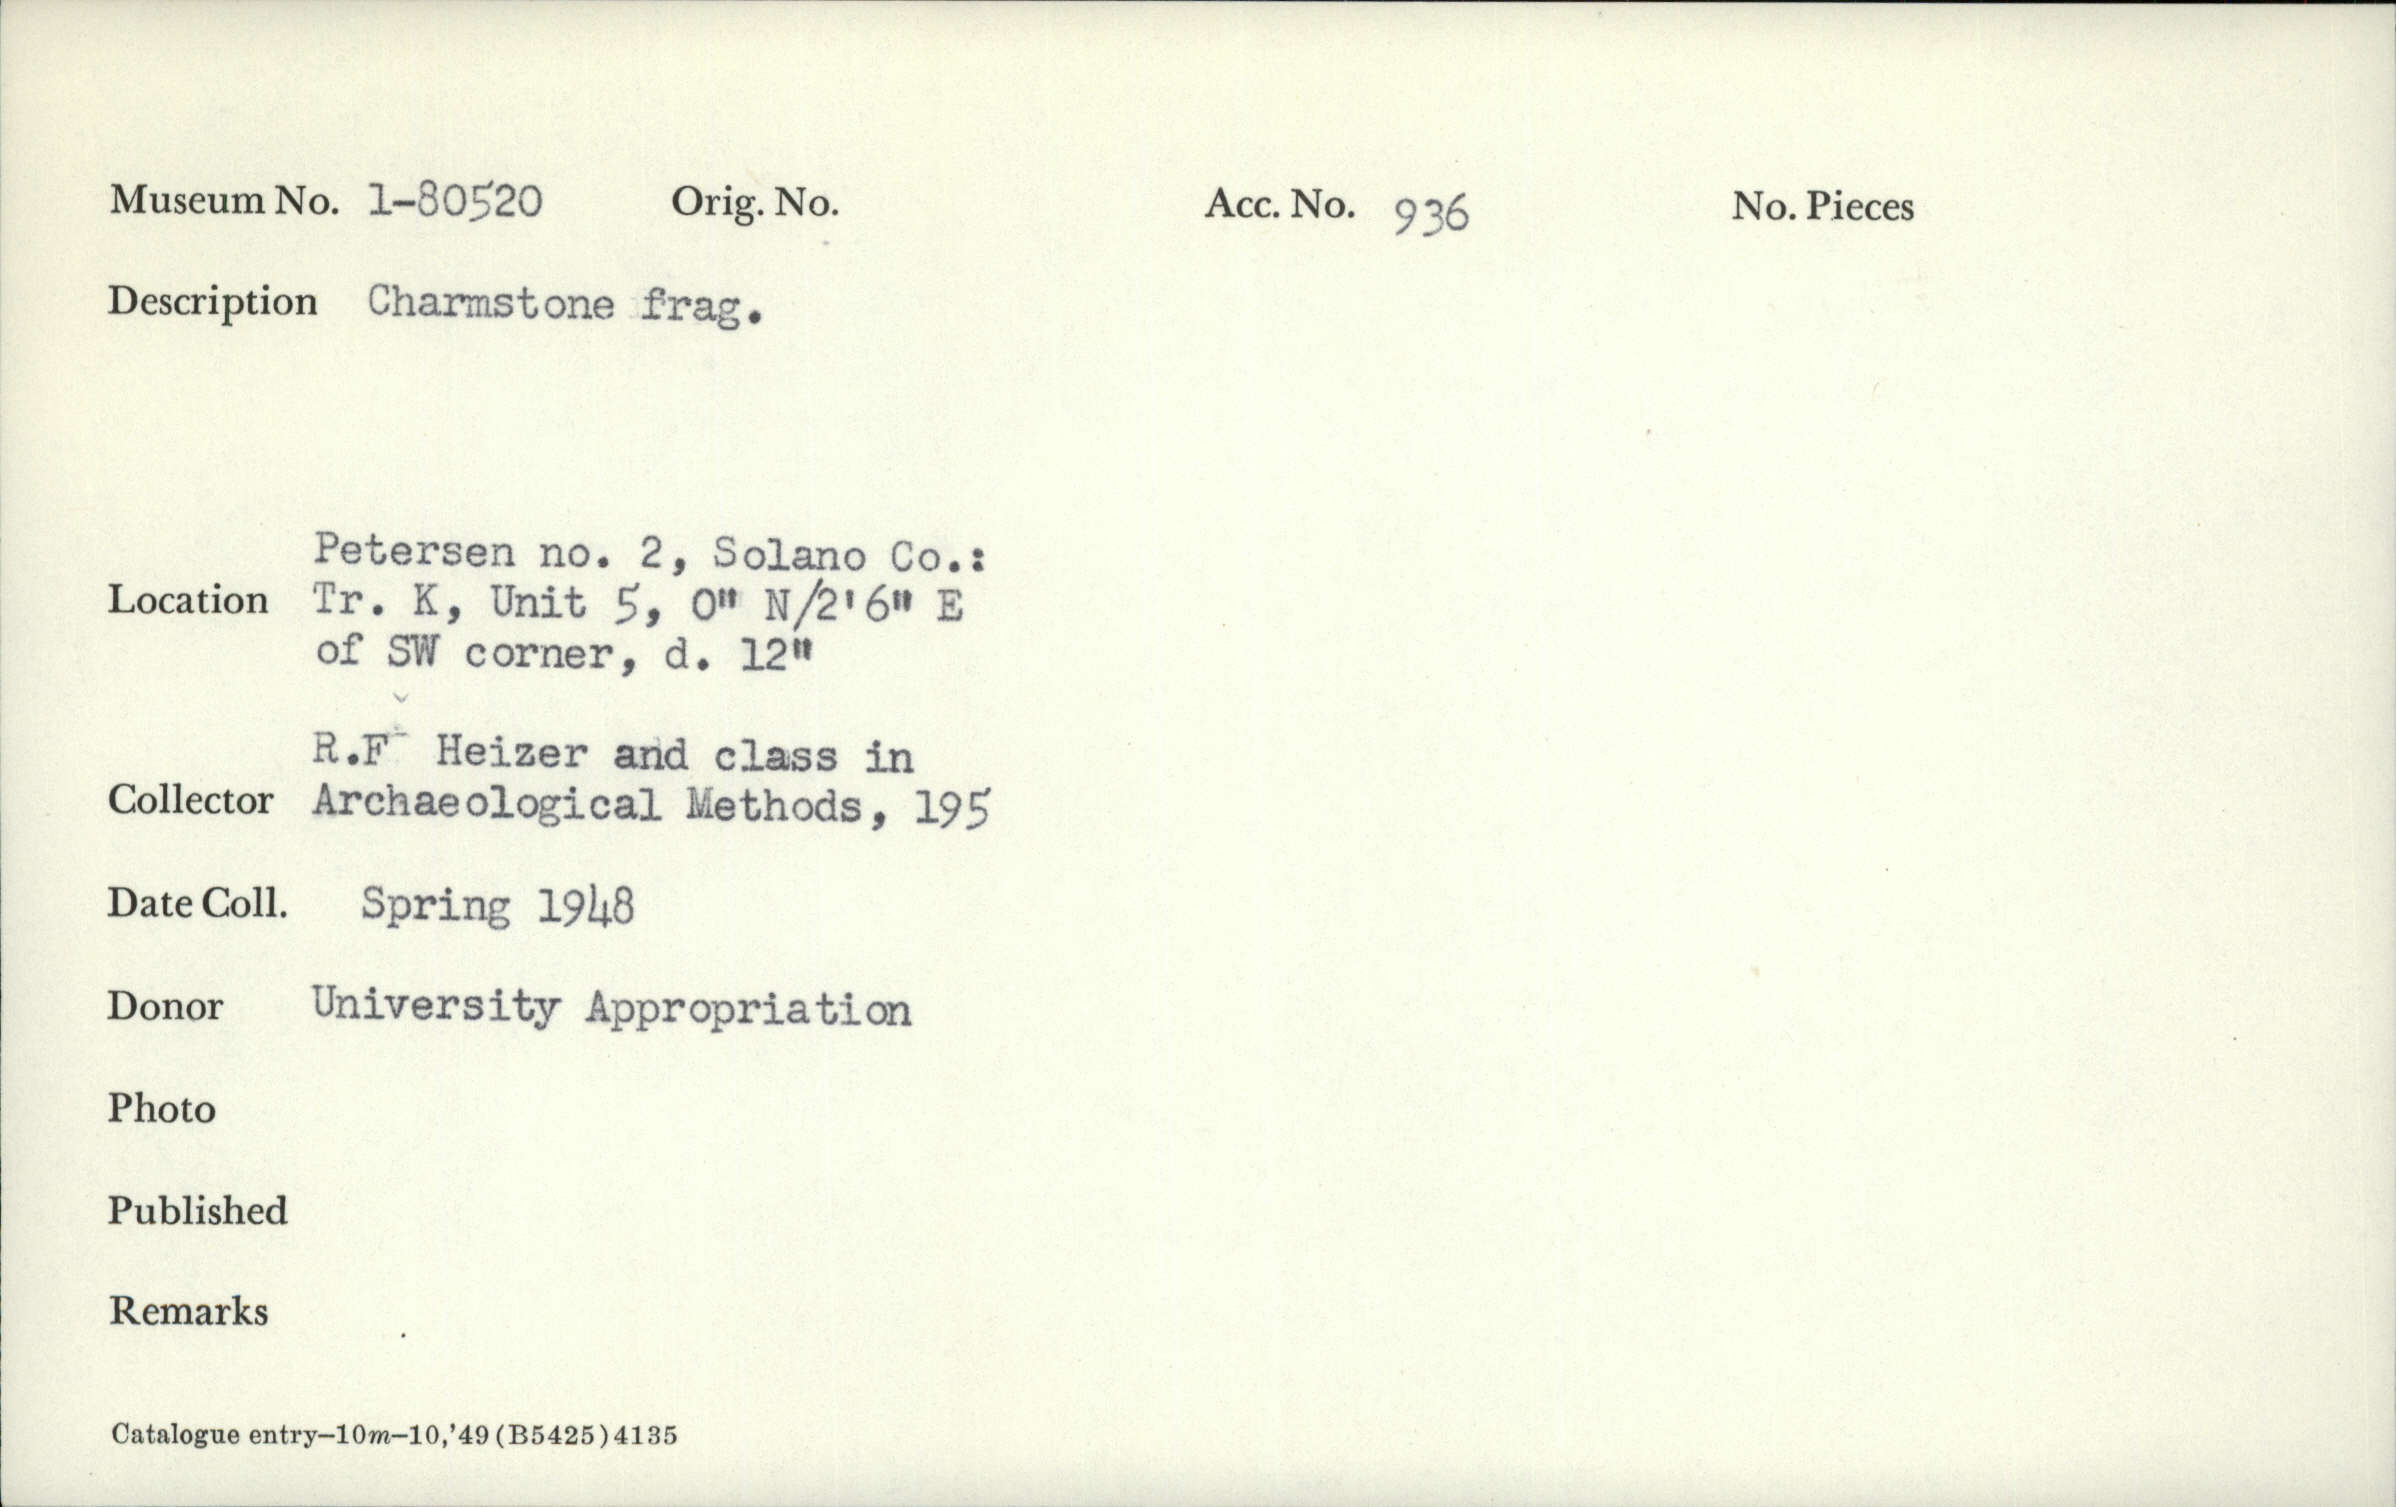 Museum No. 1-80520 Orig. No. Acc. No. 936 No. Pieces
Description Charmstone frag.
Petersen no. 2, Solano Co.:
Location Tr. K, Unit 5, 0" N/2'6" E
of SW corner, d. 12"
R.F Heizer and class in
Collector Archaeological Methods, 195
Date Coll. Spring 1948
Donor University Appropriation
Photo
Published
Remarks
Catalogue entry—10m—10,'49 (B5425) 4135